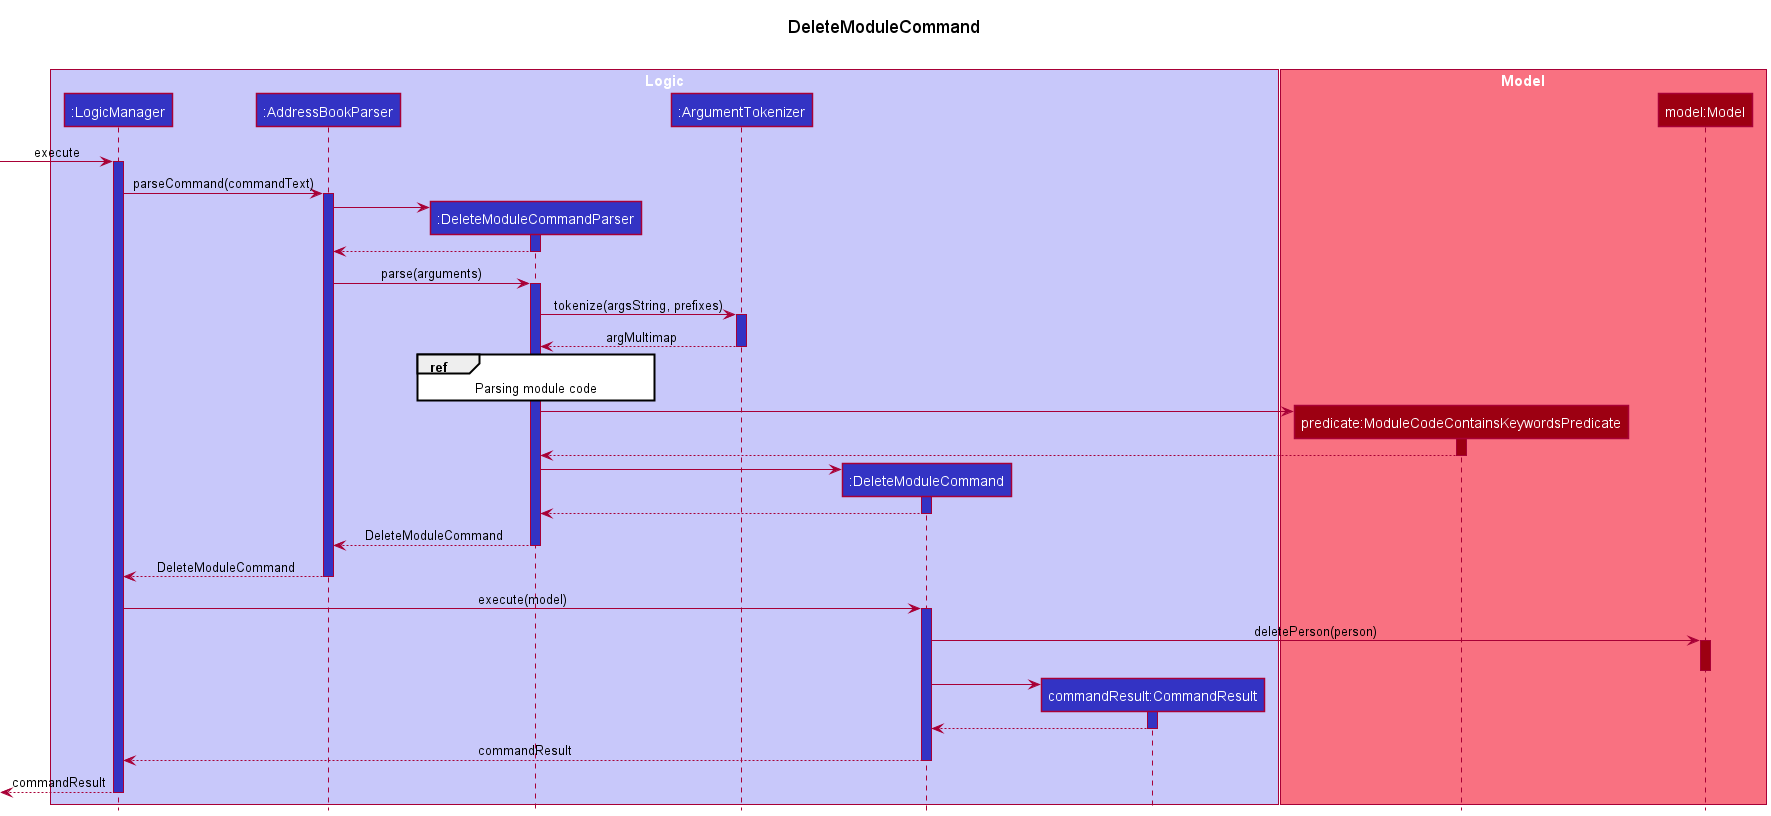 DeleteModuleCommand
Logic
Model
:LogicManager
:AddressBookParser
:ArgumentTokenizer
model:Model
execute
parseCommand(commandText)
:DeleteModuleCommandParser
parse(arguments)
tokenize(argsString, prefixes)
argMultimap
ref
Parsing module code
predicate:ModuleCodeContainsKeywordsPredicate
:DeleteModuleCommand
DeleteModuleCommand
DeleteModuleCommand
execute(model)
deletePerson(person)
commandResult:CommandResult
commandResult
commandResult